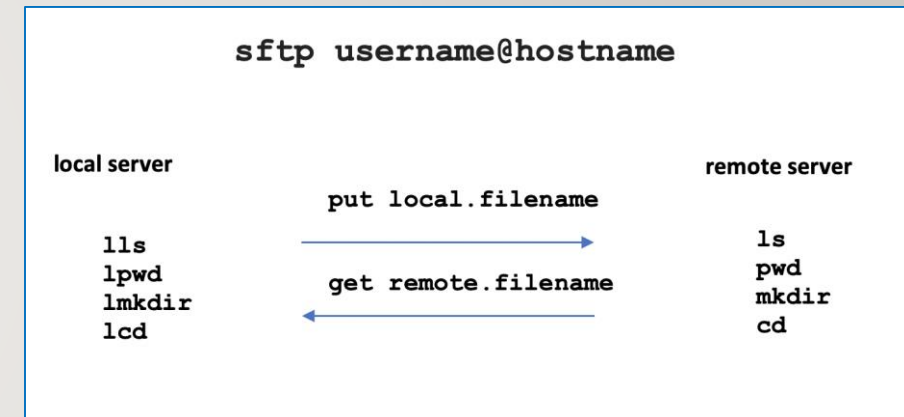 sftp username@hostname
local server
remote server
put local.filename
get remote.filename
lls
lpwd
lmkdir
lcd
ls
pwd
mkdir
cd